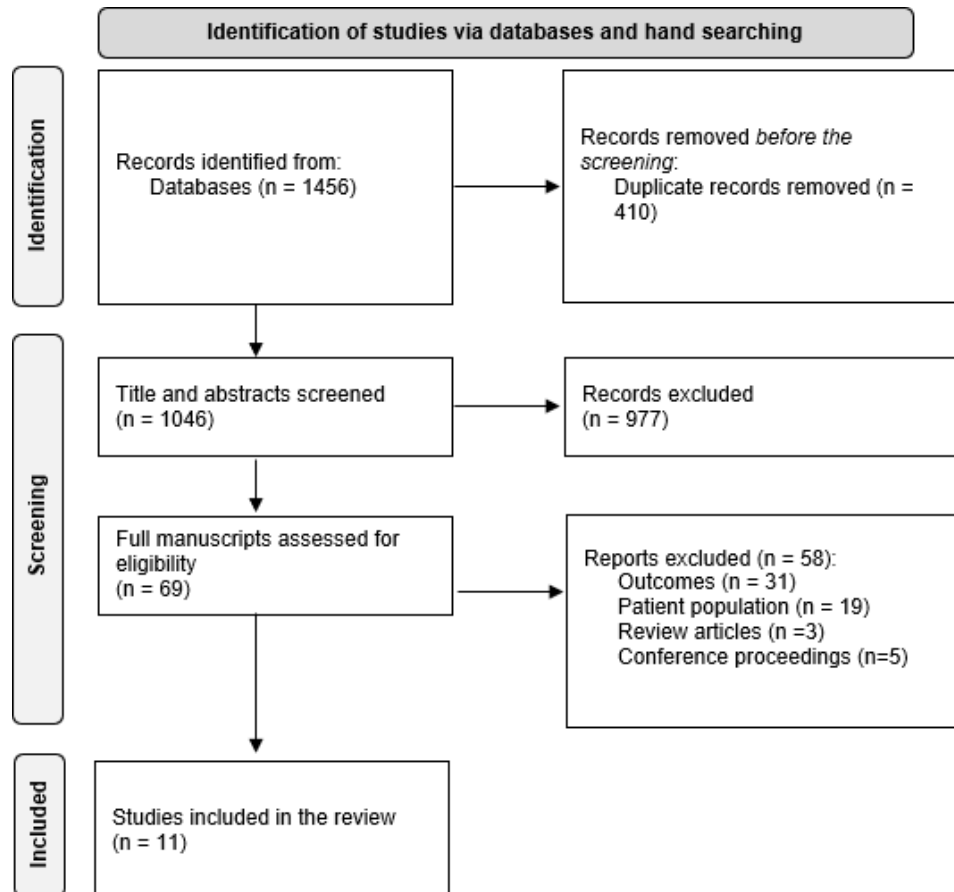 Identification of studies via databases and hand searching
Identification
Records identified from:
Databases (n = 1456)
Records removed before the
screening:
Duplicate records removed (n =
410)
Screening
Title and abstracts screened
(n = 1046)
Records excluded
(n = 977)
Full manuscripts assessed for
eligibility
(n = 69)
Reports excluded (n = 58):
Outcomes (n = 31)
Patient population (n = 19)
Review articles (n =3)
Conference proceedings (n=5)
Included
Studies included in the review
(n = 11)